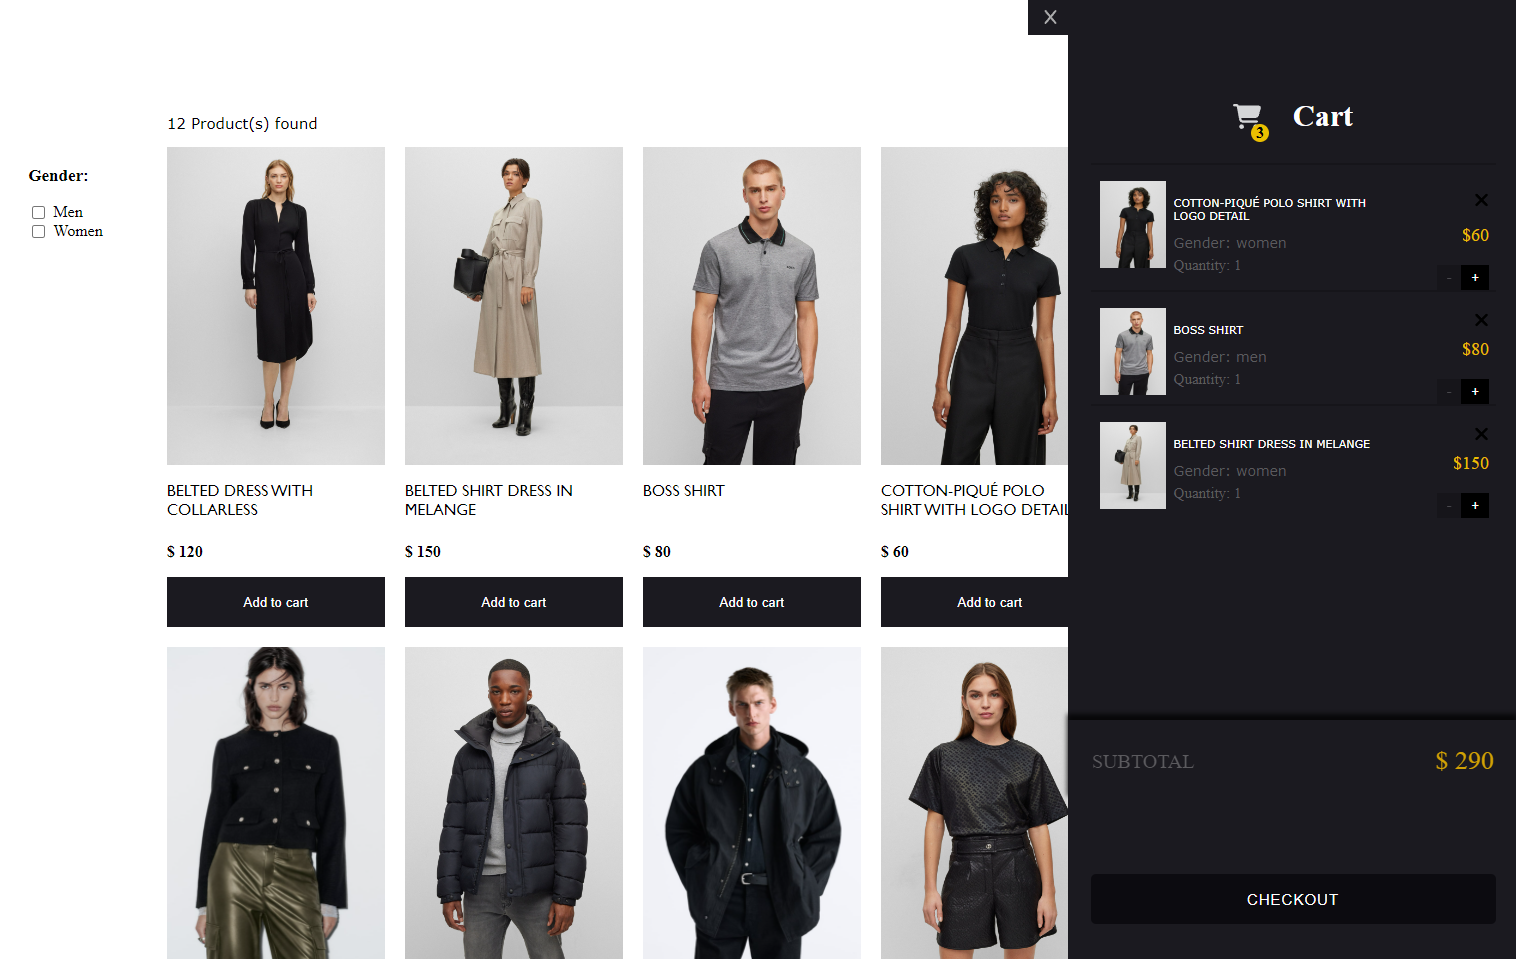 X
12 Product(s) found
Gender:
Men
Women
BELTED DRESS WITH
COLLARLESS
$ 120
Add to cart
BELTED SHIRT DRESS IN
MELANGE
$ 150
Add to cart
BOSS SHIRT
$ 80
Add to cart
COTTON-PIQUÉ POLO
SHIRT WITH LOGO DETAIL
$ 60
Add to cart
3
Cart
COTTON-PIQUÉ POLO SHIRT WITH
LOGO DETAIL
Gender: women
Quantity: 1
$60
- +
BOSS SHIRT
Gender: men
Quantity: 1
$80
- +
BELTED SHIRT DRESS IN MELANGE
Gender: women
Quantity: 1
$150
- +
SUBTOTAL
$ 290
CHECKOUT